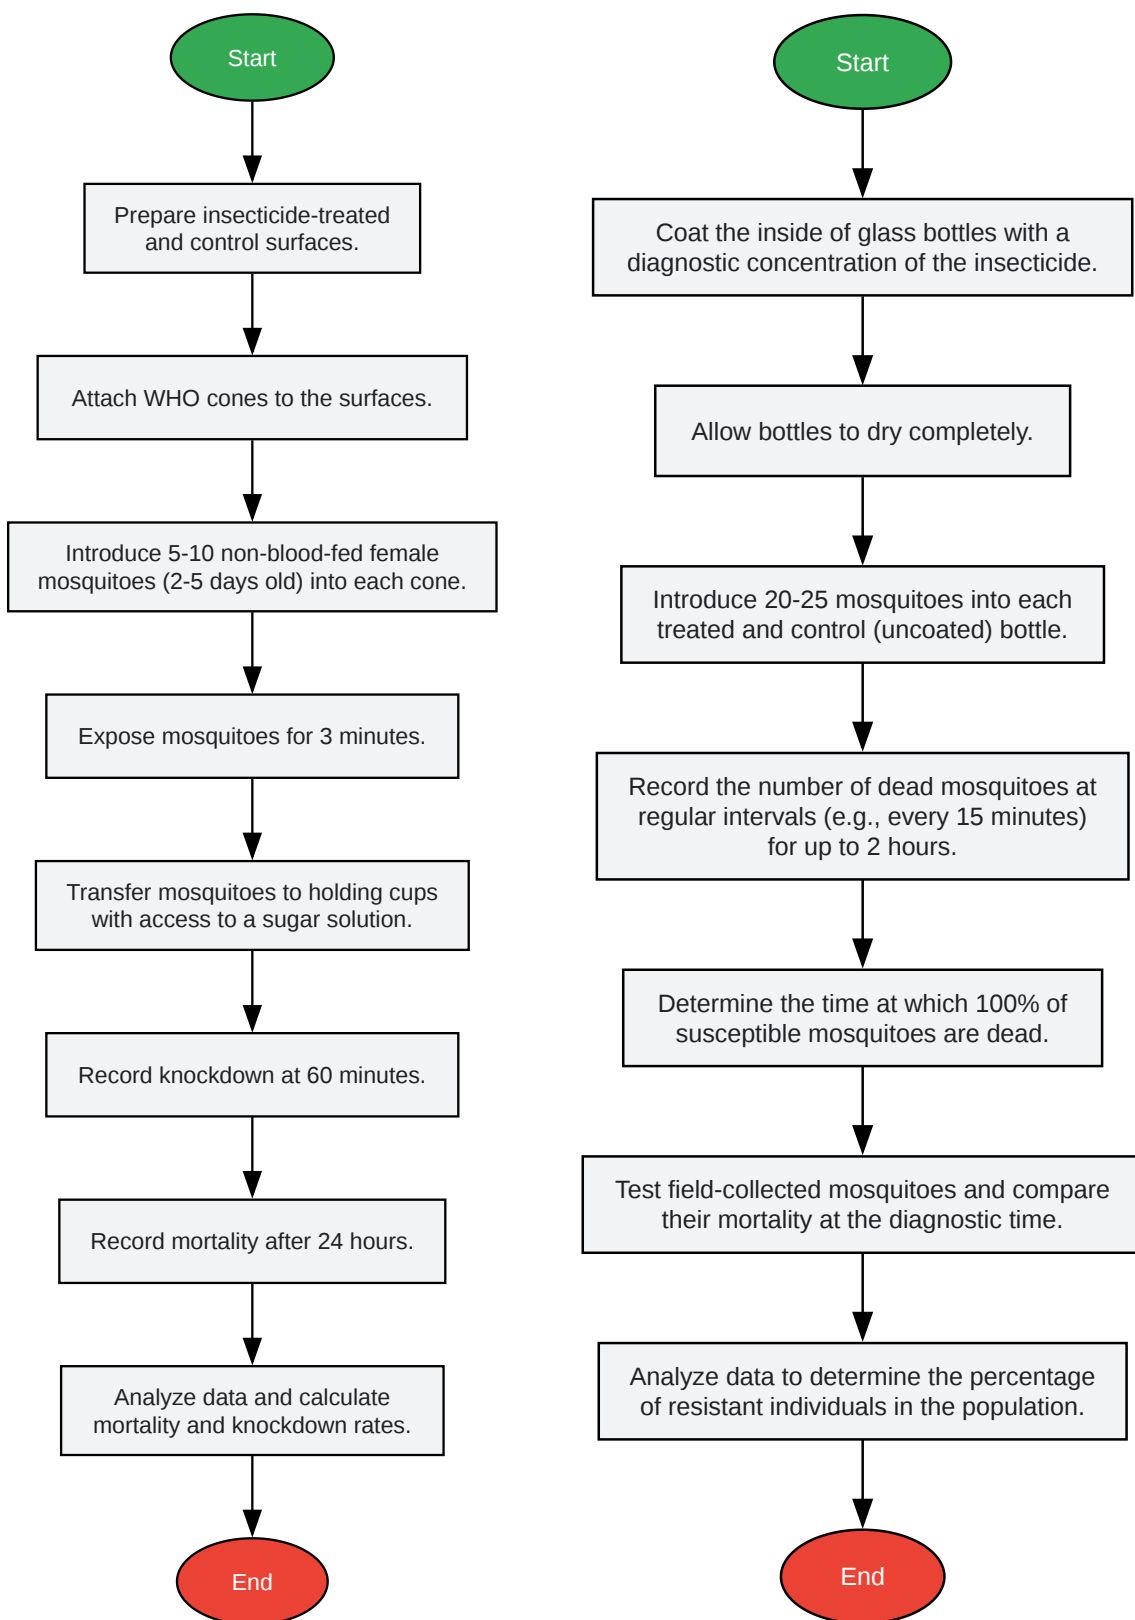 Start
Prepare insecticide-treated
and control surfaces.
Attach WHO cones to the surfaces.
Introduce 5-10 non-blood-fed female
mosquitoes (2-5 days old) into each cone.
Expose mosquitoes for 3 minutes.
Transfer mosquitoes to holding cups
with access to a sugar solution.
Record knockdown at 60 minutes.
Record mortality after 24 hours.
Analyze data and calculate
mortality and knockdown rates.
End
Start
Coat the inside of glass bottles with a
diagnostic concentration of the insecticide.
Allow bottles to dry completely.
Introduce 20-25 mosquitoes into each
treated and control (uncoated) bottle.
Record the number of dead mosquitoes at
regular intervals (e.g., every 15 minutes)
for up to 2 hours.
Determine the time at which 100% of
susceptible mosquitoes are dead.
Test field-collected mosquitoes and compare
their mortality at the diagnostic time.
Analyze data to determine the percentage
of resistant individuals in the population.
End